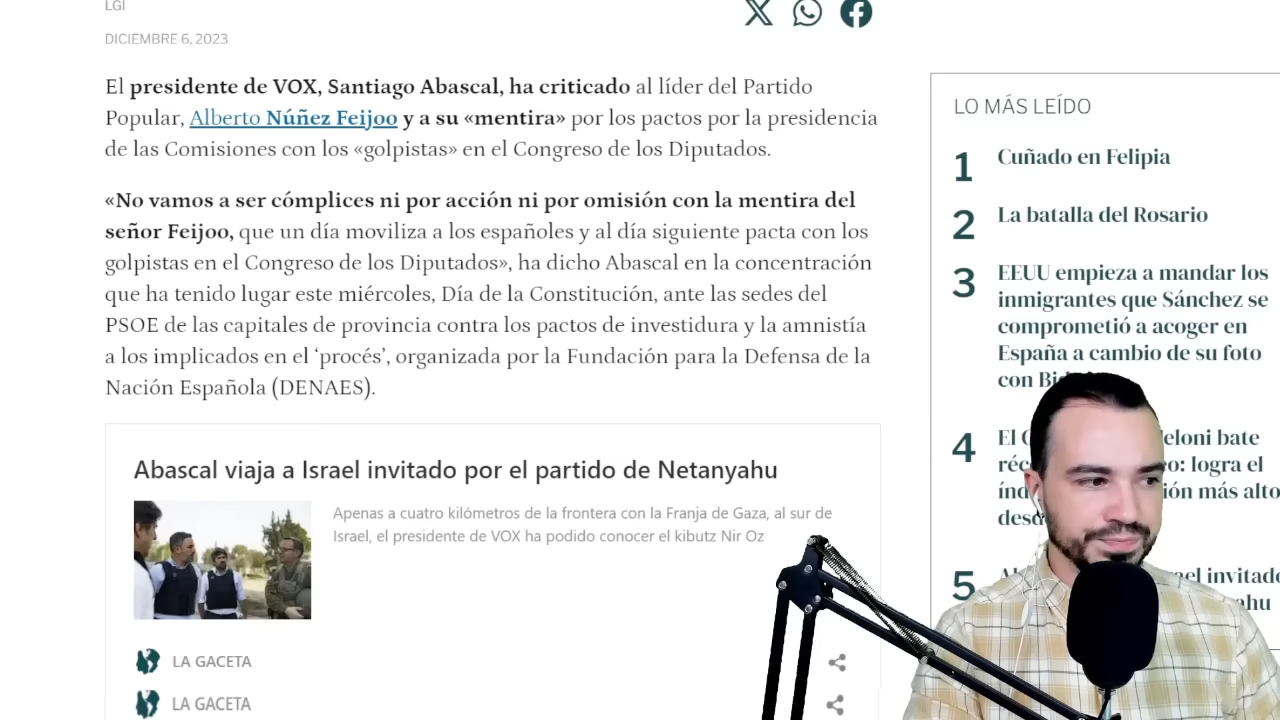 LGI
DICIEMBRE 6, 2023
El presidente de VOX, Santiago Abascal, ha criticado al líder del Partido
Popular, Alberto Núñez Feijoo y a su «mentira» por los pactos por la presidencia
de las Comisiones con los «golpistas» en el Congreso de los Diputados.
«No vamos a ser cómplices ni por acción ni por omisión con la mentira del
señor Feijoo, que un día moviliza a los españoles y al día siguiente pacta con los
golpistas en el Congreso de los Diputados», ha dicho Abascal en la concentración
que ha tenido lugar este miércoles, Día de la Constitución, ante las sedes del
PSOE de las capitales de provincia contra los pactos de investidura y la amnistía
a los implicados en el ‘procés’, organizada por la Fundación para la Defensa de la
Nación Española (DENAES).
Abascal viaja a Israel invitado por el partido de Netanyahu
Apenas a cuatro kilómetros de la frontera con la Franja de Gaza, al sur de
Israel, el presidente de VOX ha podido conocer el kibutz Nir Oz
LA GACETA
LA GACETA
LO MÁS LEÍDO
1 Cuñado en Felipia
2 La batalla del Rosario
3 EEUU empieza a mandar los
inmigrantes que Sánchez se
comprometió a acoger en
España a cambio de su foto
con
4 El bate
logra el
más alto
5 invitado